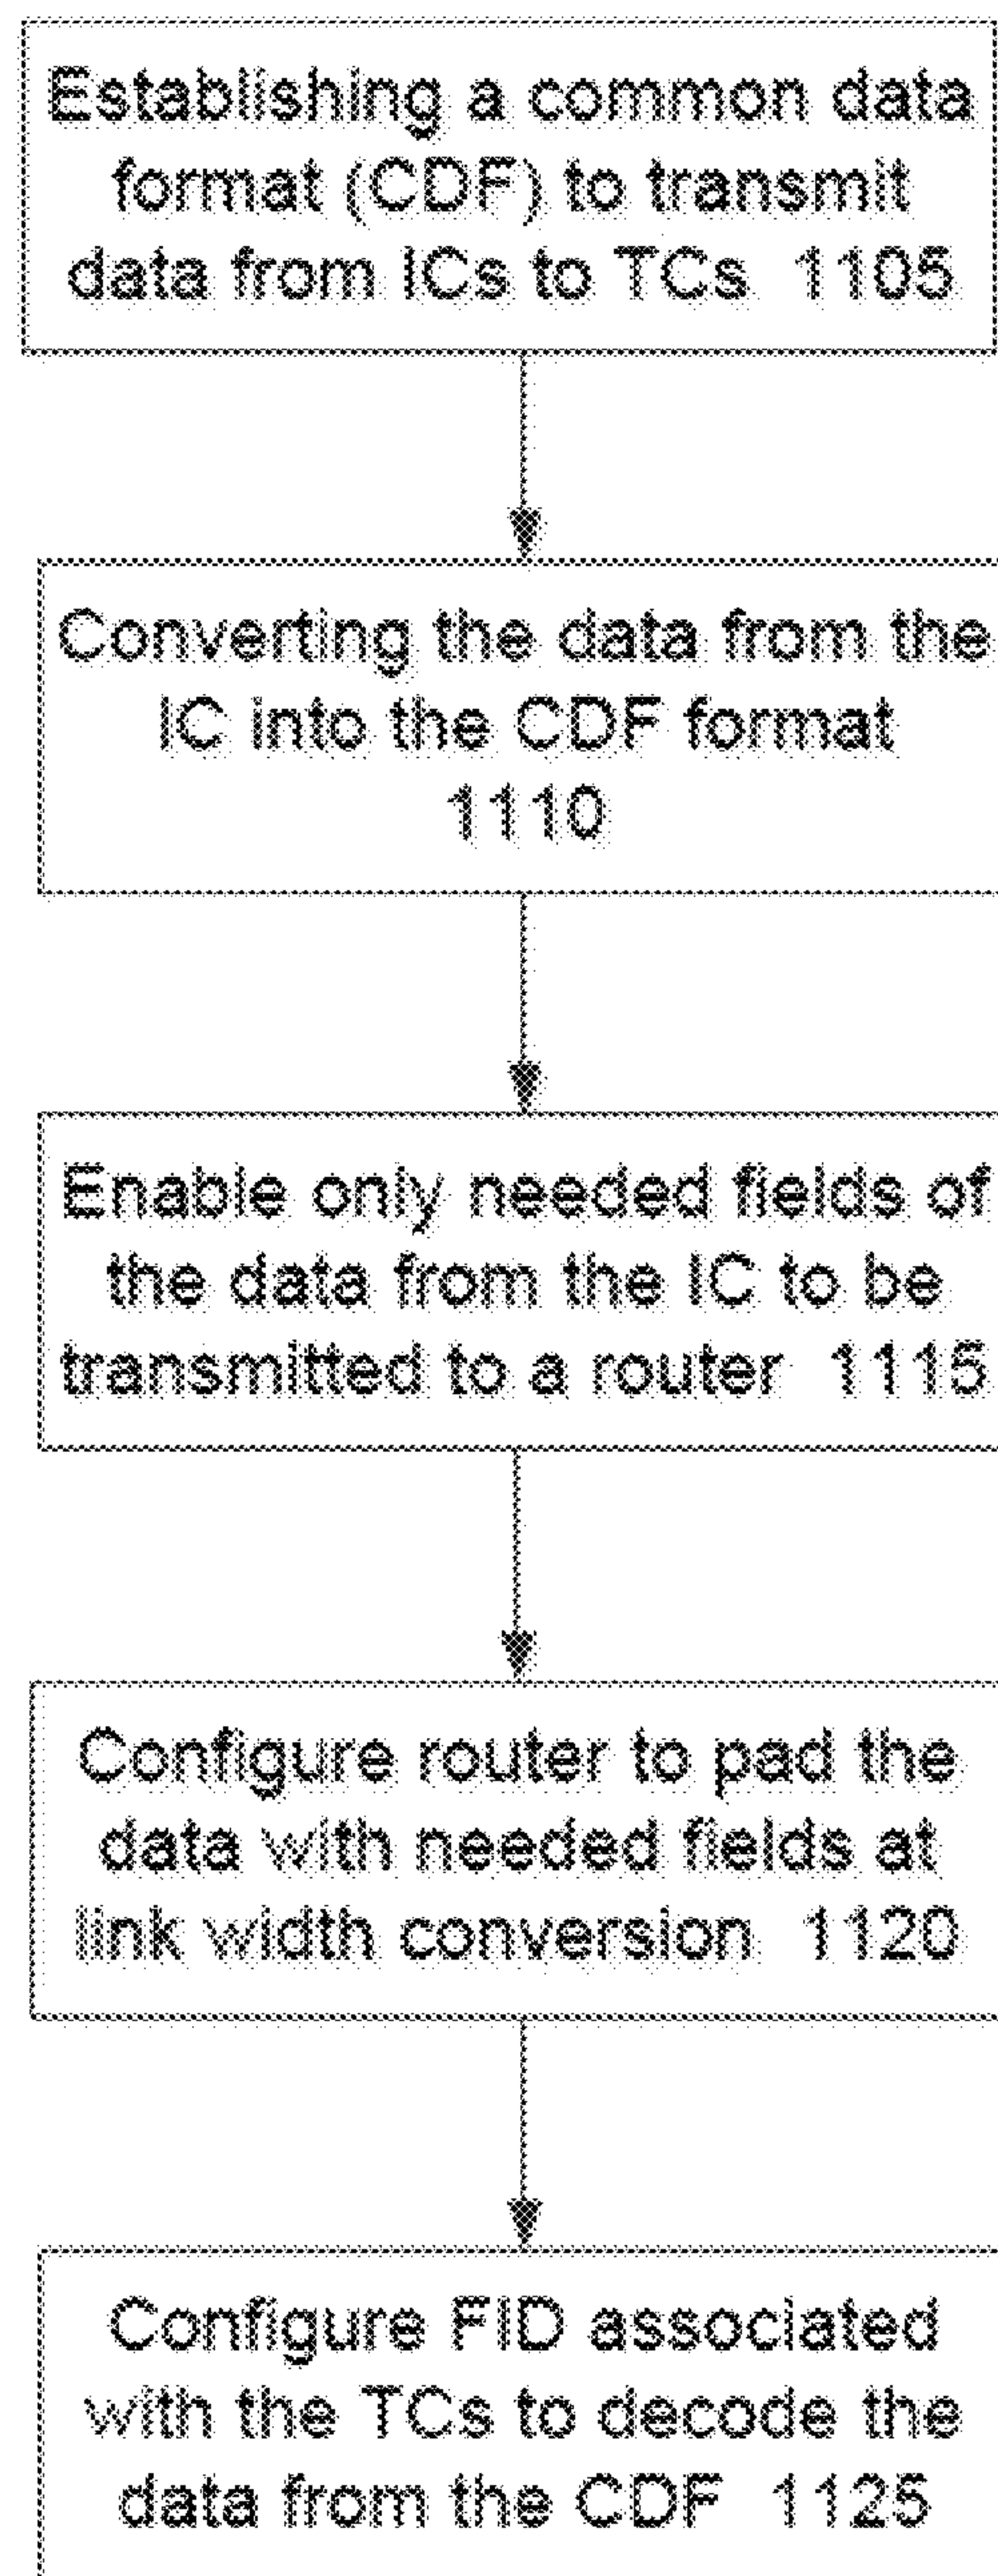 Establishing a common data
format (CDF) to transmit
data from ICs to TCs 1105
Converting the data from the
IC into the CDF format
1110
Enable only needed fields of
the data from the IC to be
transmitted to a router 1115
Configure router to pad the
data with needed fields at
link width conversion 1120
Configure FID associated
with the TCs to decode the
data from the CDF 1125